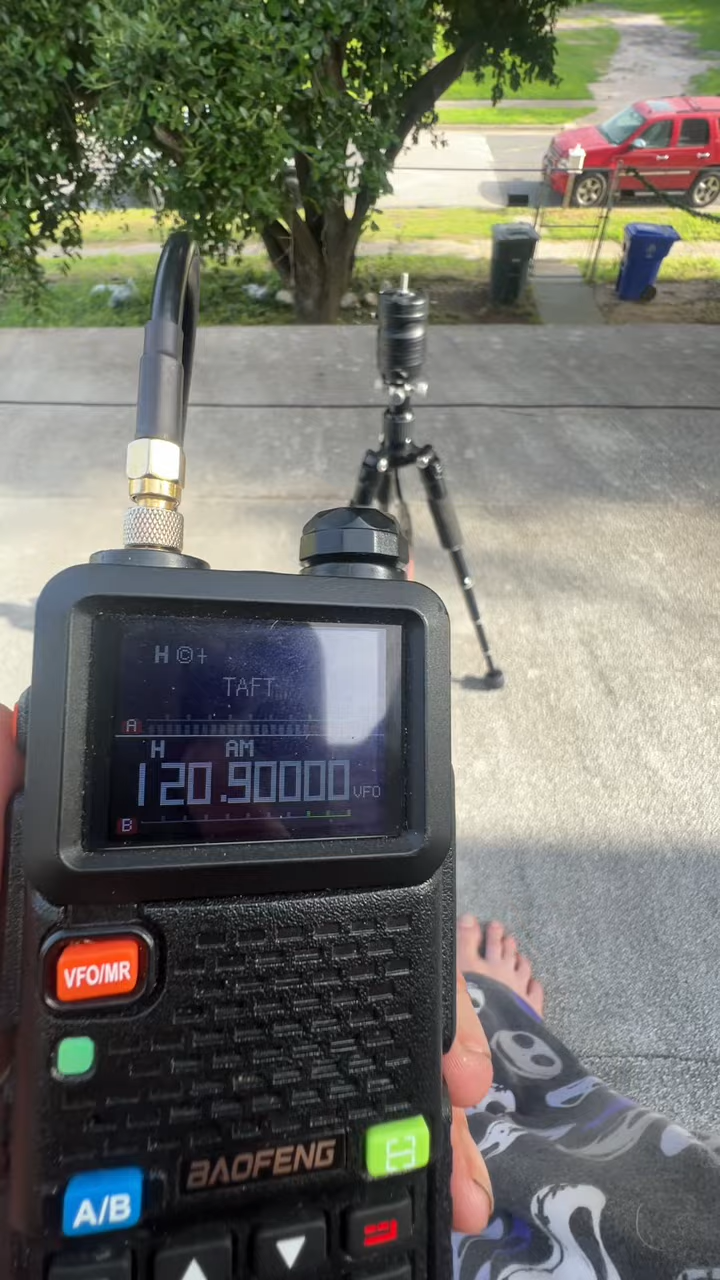 H ©+
TAFT
A
H AM
120.90000 VFO
B
VFO/MR
BAOFENG
A/B